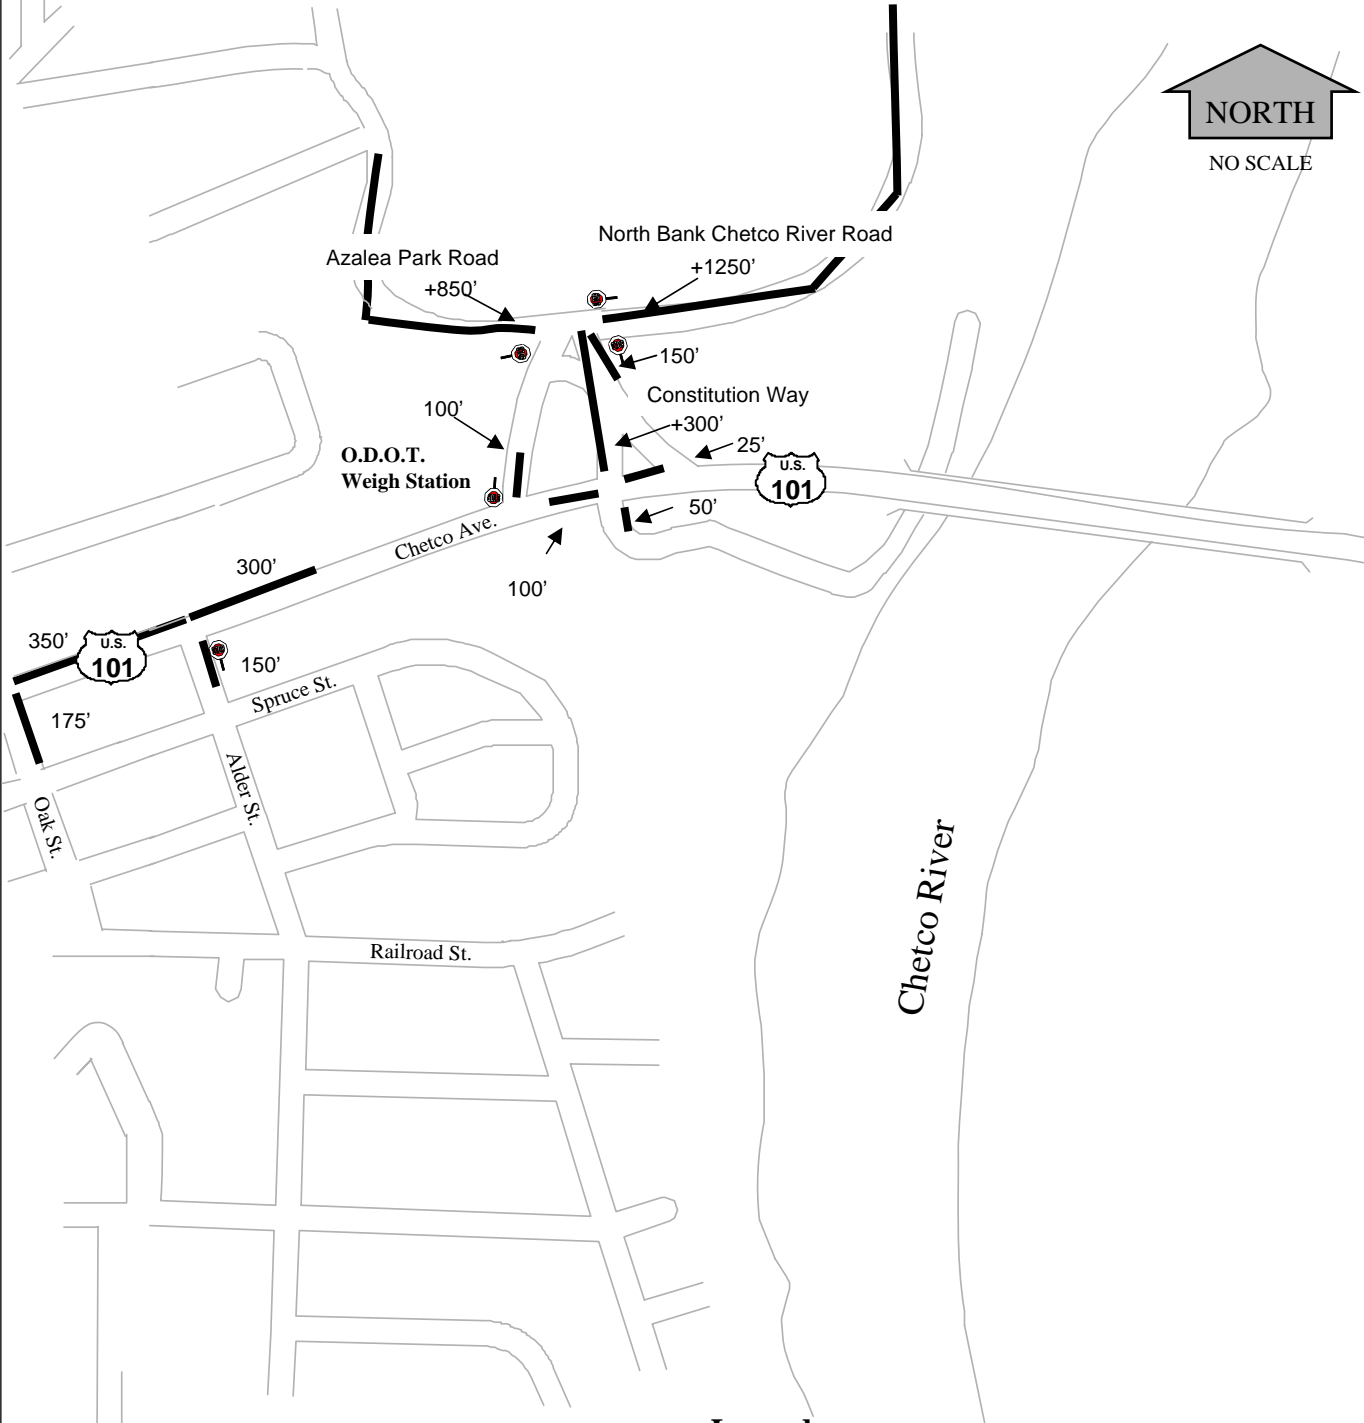 NORTH
NO SCALE
North Bank Chetco River Road
+1250’
Azalea Park Road
+850’
150’
Constitution Way
100’
+300’
25’
O.D.O.T.
Weigh Station
U.S.
101
50’
Chetco Ave.
100’
300’
350’
U.S.
101
150’
Spruce St.
175’
Alder St.
Oak St.
Chetco River
Railroad St.